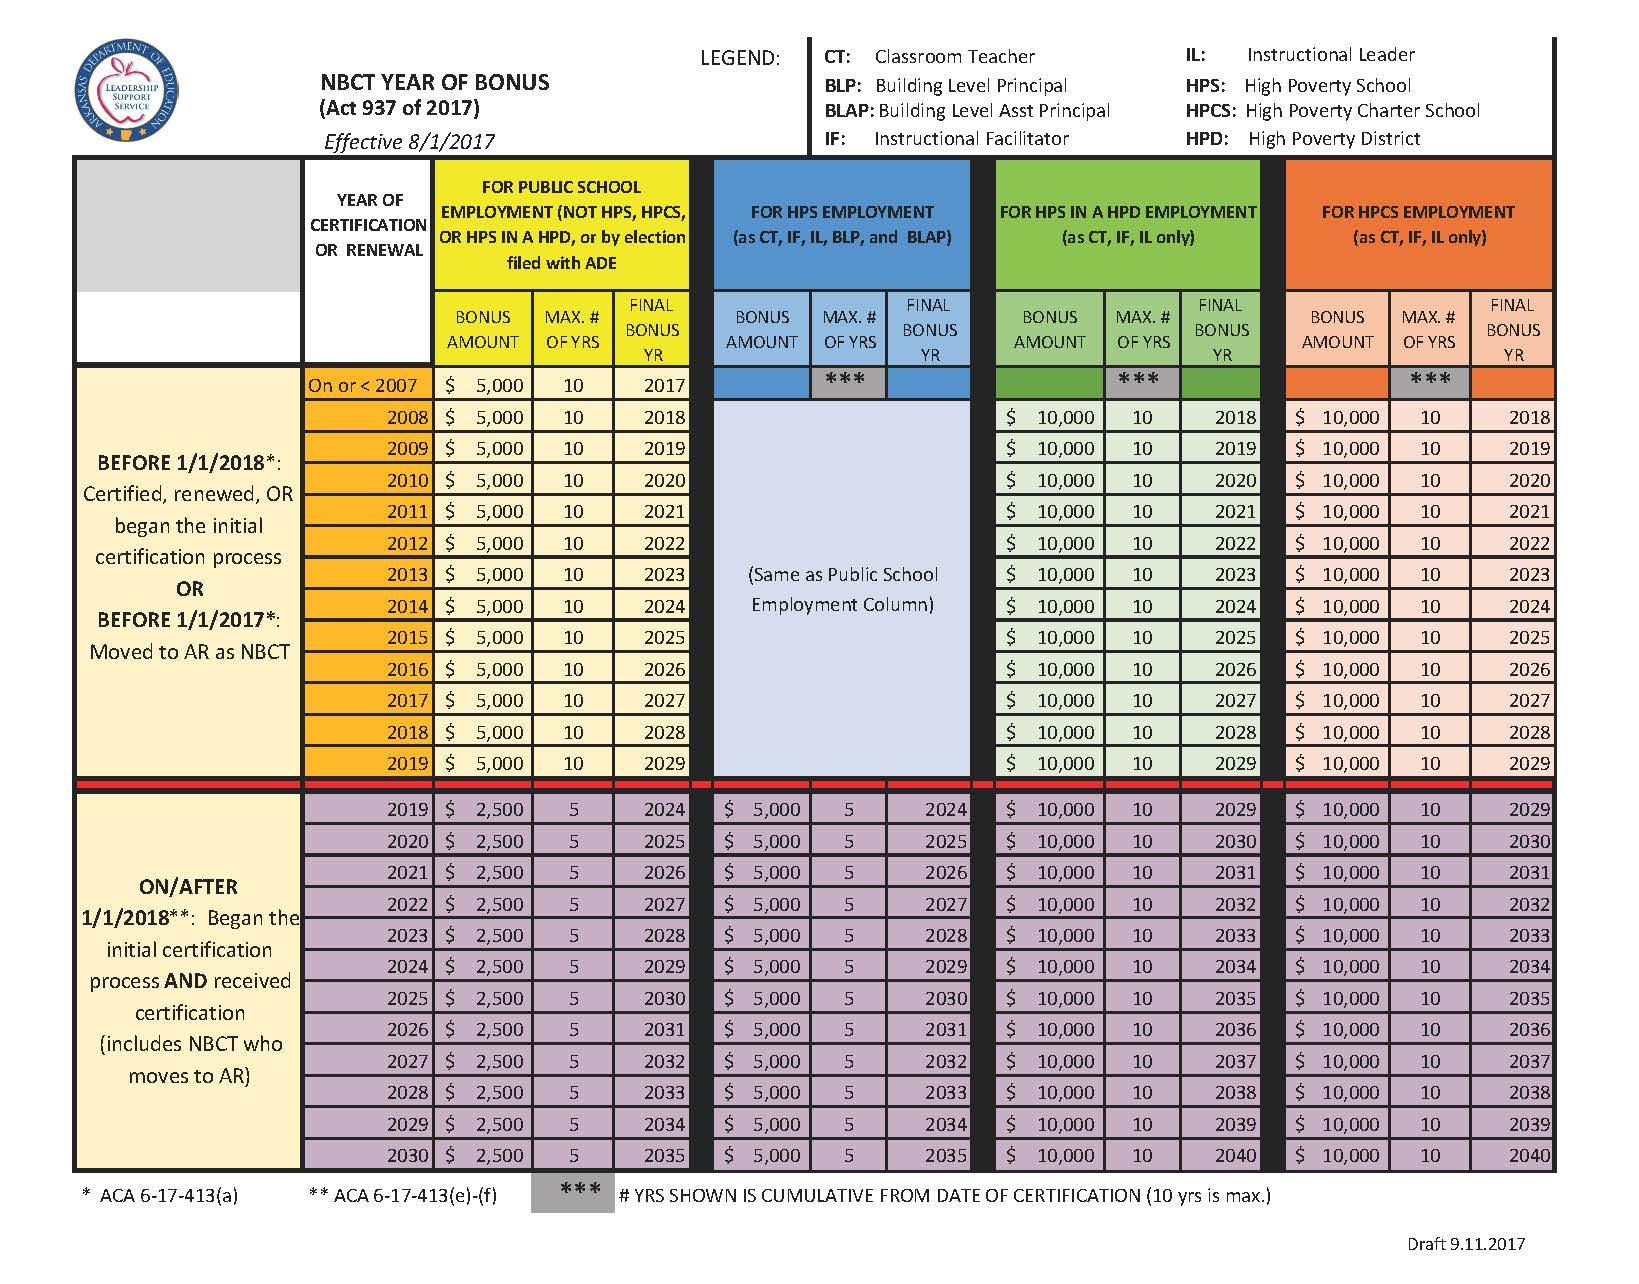 ARKANSAS DEPARTMENT OF EDUCATION
LEADERSHIP
SUPPORT
SERVICE
NBCT YEAR OF BONUS
(Act 937 of 2017)
Effective 8/1/2017
LEGEND:
CT: Classroom Teacher
BLP: Building Level Principal
BLAP: Building Level Asst Principal
IF: Instructional Facilitator
IL: Instructional Leader
HPS: High Poverty School
HPCS: High Poverty Charter School
HPD: High Poverty District
YEAR OF
CERTIFICATION
OR RENEWAL
FOR PUBLIC SCHOOL
EMPLOYMENT (NOT HPS, HPCS,
OR HPS IN A HPD, or by election
filed with ADE
FOR HPS EMPLOYMENT
(as CT, IF, IL, BLP, and BLAP)
FOR HPS IN A HPD EMPLOYMENT
(as CT, IF, IL only)
FOR HPCS EMPLOYMENT
(as CT, IF, IL only)
BONUS
AMOUNT
MAX. #
OF YRS
FINAL
BONUS
YR
BONUS
AMOUNT
MAX. #
OF YRS
FINAL
BONUS
YR
BONUS
AMOUNT
MAX. #
OF YRS
FINAL
BONUS
YR
BONUS
AMOUNT
MAX. #
OF YRS
FINAL
BONUS
YR
BEFORE 1/1/2018*:
Certified, renewed, OR
began the initial
certification process
OR
BEFORE 1/1/2017*:
Moved to AR as NBCT
On or < 2007 $ 5,000 10 2017 *** *** ***
2008 $ 5,000 10 2018 $ 10,000 10 2018 $ 10,000 10 2018
2009 $ 5,000 10 2019 $ 10,000 10 2019 $ 10,000 10 2019
2010 $ 5,000 10 2020 $ 10,000 10 2020 $ 10,000 10 2020
2011 $ 5,000 10 2021 $ 10,000 10 2021 $ 10,000 10 2021
2012 $ 5,000 10 2022 $ 10,000 10 2022 $ 10,000 10 2022
2013 $ 5,000 10 2023 $ 10,000 10 2023 $ 10,000 10 2023
2014 $ 5,000 10 2024 $ 10,000 10 2024 $ 10,000 10 2024
2015 $ 5,000 10 2025 $ 10,000 10 2025 $ 10,000 10 2025
2016 $ 5,000 10 2026 $ 10,000 10 2026 $ 10,000 10 2026
2017 $ 5,000 10 2027 $ 10,000 10 2027 $ 10,000 10 2027
2018 $ 5,000 10 2028 $ 10,000 10 2028 $ 10,000 10 2028
2019 $ 5,000 10 2029 $ 10,000 10 2029 $ 10,000 10 2029
(Same as Public School
Employment Column)
ON/AFTER
1/1/2018**: Began the
initial certification
process AND received
certification
(includes NBCT who
moves to AR)
2019 $ 2,500 5 2024 $ 5,000 5 2024 $ 10,000 10 2029 $ 10,000 10 2029
2020 $ 2,500 5 2025 $ 5,000 5 2025 $ 10,000 10 2030 $ 10,000 10 2030
2021 $ 2,500 5 2026 $ 5,000 5 2026 $ 10,000 10 2031 $ 10,000 10 2031
2022 $ 2,500 5 2027 $ 5,000 5 2027 $ 10,000 10 2032 $ 10,000 10 2032
2023 $ 2,500 5 2028 $ 5,000 5 2028 $ 10,000 10 2033 $ 10,000 10 2033
2024 $ 2,500 5 2029 $ 5,000 5 2029 $ 10,000 10 2034 $ 10,000 10 2034
2025 $ 2,500 5 2030 $ 5,000 5 2030 $ 10,000 10 2035 $ 10,000 10 2035
2026 $ 2,500 5 2031 $ 5,000 5 2031 $ 10,000 10 2036 $ 10,000 10 2036
2027 $ 2,500 5 2032 $ 5,000 5 2032 $ 10,000 10 2037 $ 10,000 10 2037
2028 $ 2,500 5 2033 $ 5,000 5 2033 $ 10,000 10 2038 $ 10,000 10 2038
2029 $ 2,500 5 2034 $ 5,000 5 2034 $ 10,000 10 2039 $ 10,000 10 2039
2030 $ 2,500 5 2035 $ 5,000 5 2035 $ 10,000 10 2040 $ 10,000 10 2040
* ACA 6-17-413(a) ** ACA 6-17-413(e)-(f) *** # YRS SHOWN IS CUMULATIVE FROM DATE OF CERTIFICATION (10 yrs is max.)
Draft 9.11.2017